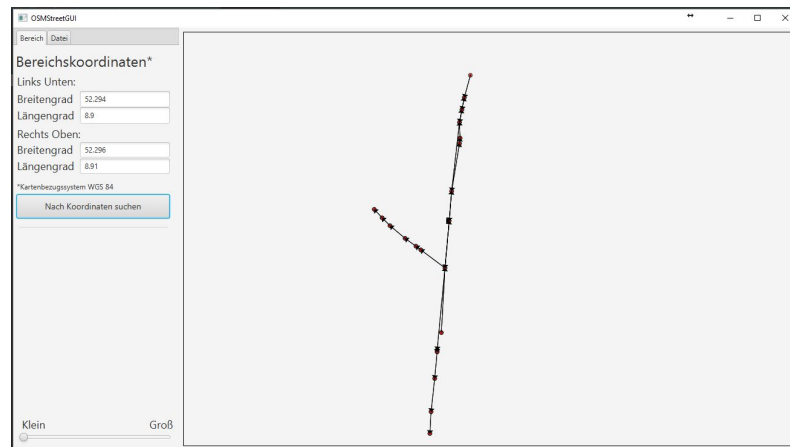 OSMStreetGUI
Bereich Datei
Bereichskoordinaten*
Links Unten:
Breitengrad 52.294
Längengrad 8.9
Rechts Oben:
Breitengrad 52.296
Längengrad 8.91
*Kartenbezugssystem WGS 84
Nach Koordinaten suchen
Klein Groß